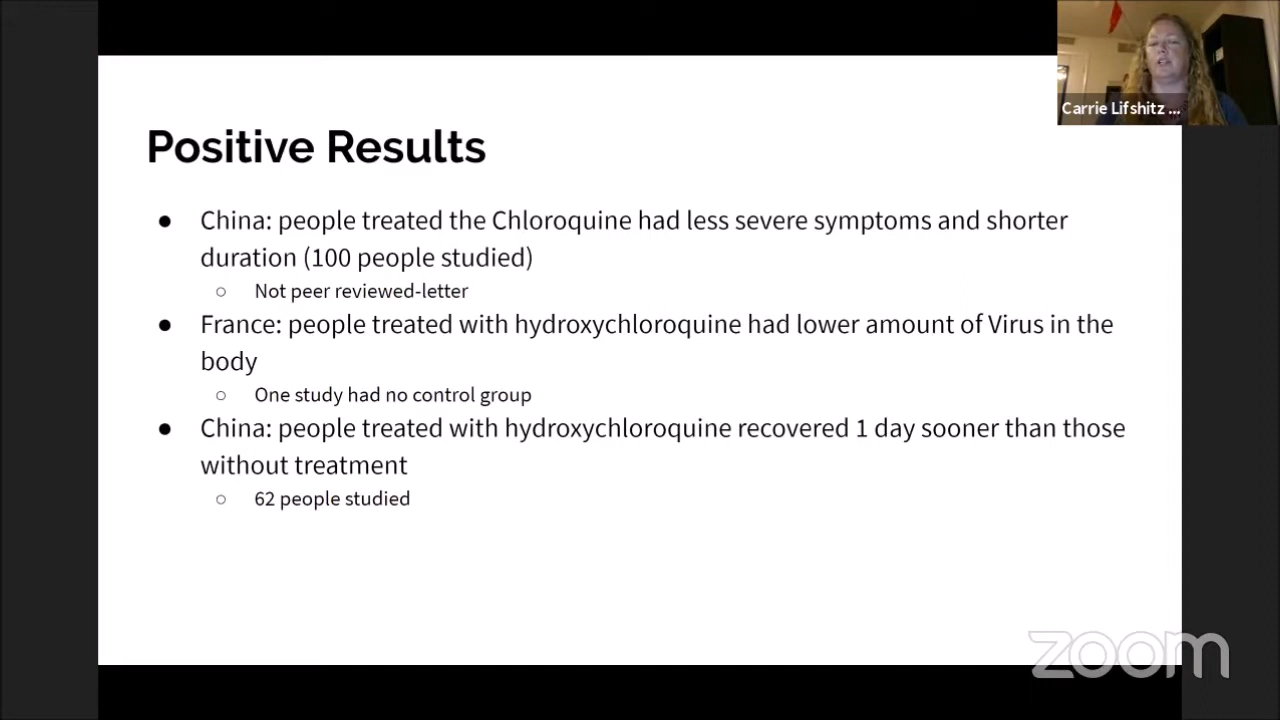 Carrie Lifshitz ...
Positive Results
● China: people treated the Chloroquine had less severe symptoms and shorter
duration (100 people studied)
○ Not peer reviewed-letter
● France: people treated with hydroxychloroquine had lower amount of Virus in the
body
○ One study had no control group
● China: people treated with hydroxychloroquine recovered 1 day sooner than those
without treatment
○ 62 people studied
zoom